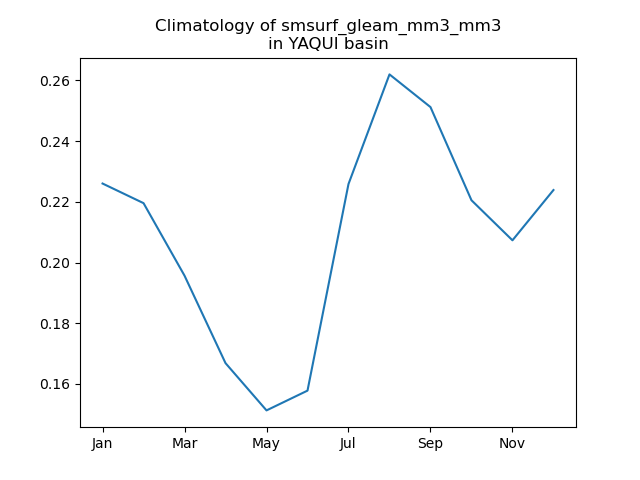 Climatology of smsurf_gleam_mm3_mm3
in YAQUI basin
0.26
0.24
0.22
0.20
0.18
0.16
Jan Mar May Jul Sep Nov